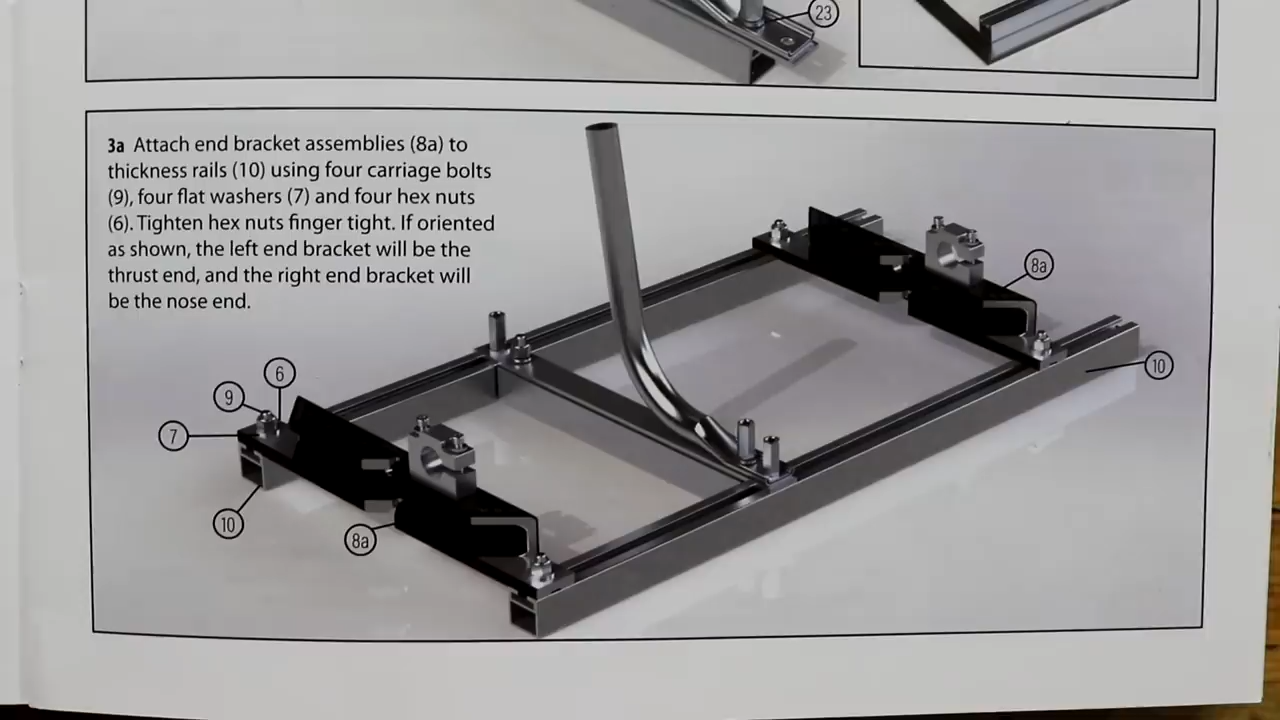 23
3a Attach end bracket assemblies (8a) to
thickness rails (10) using four carriage bolts
(9), four flat washers (7) and four hex nuts
(6). Tighten hex nuts finger tight. If oriented
as shown, the left end bracket will be the
thrust end, and the right end bracket will
be the nose end.
8a
10
6
9
7
10
8a